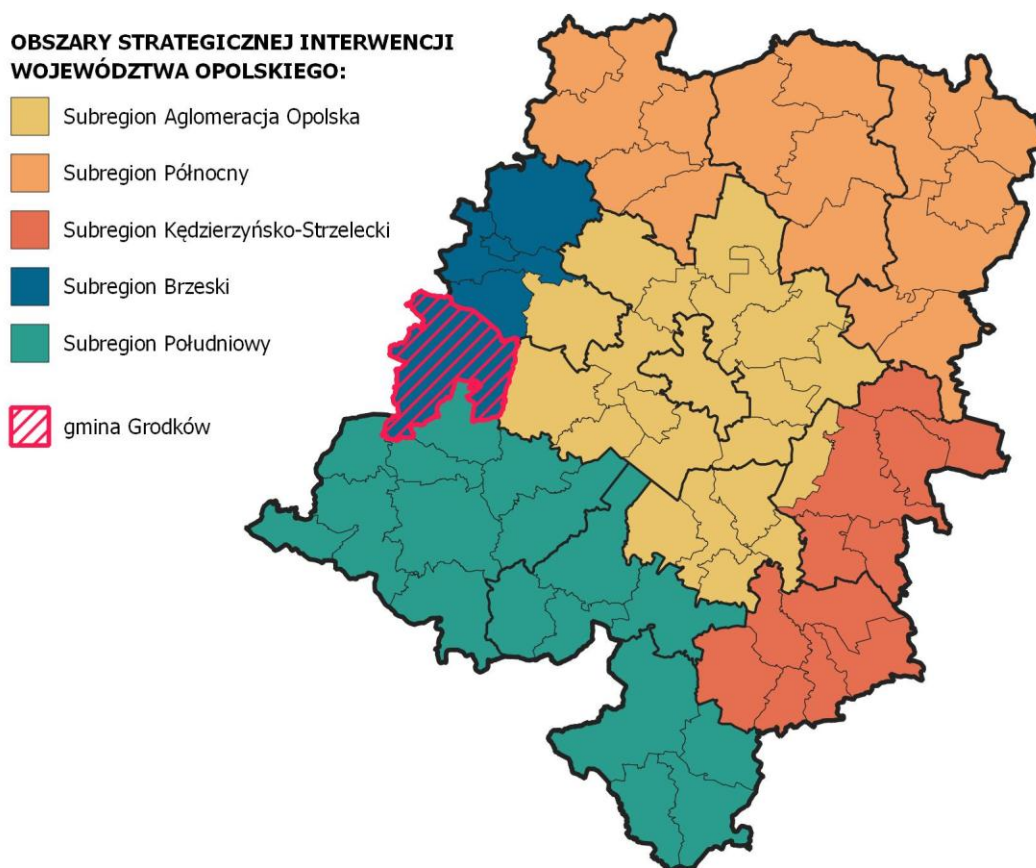 OBSZARY STRATEGICZNEJ INTERWENCJI
WOJEWÓDZTWA OPOLSKIEGO:
Subregion Aglomeracja Opolska
Subregion Północny
Subregion Kędzierzyńsko-Strzelecki
Subregion Brzeski
Subregion Południowy
gmina Grodków